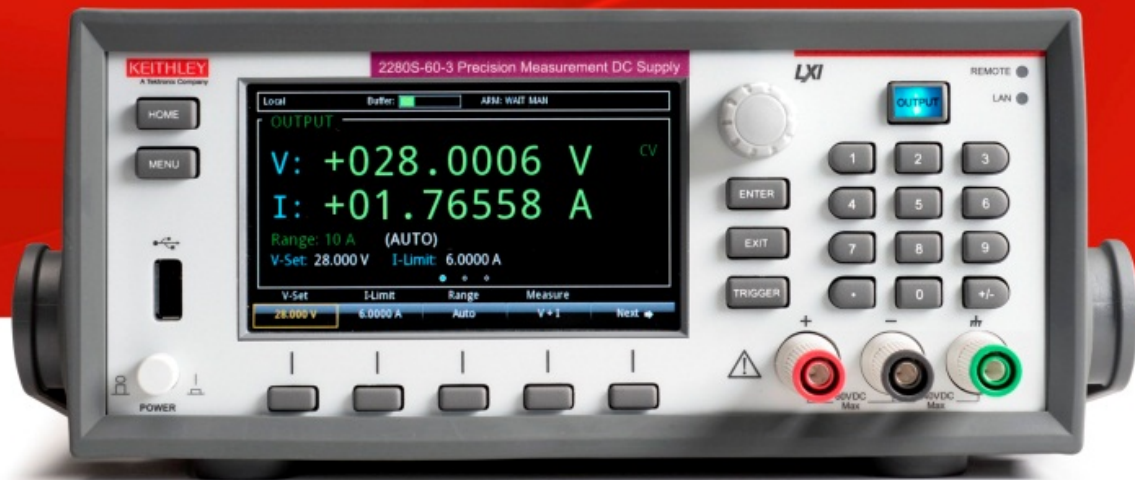 KEITHLEY
A Tektronix Company
2280S-60-3 Precision Measurement DC Supply
LXI
REMOTE
LAN
HOME
MENU
Local Buffer: ARM: WAIT MAN
OUTPUT
V: +028.0006 V CV
I: +01.76558 A
Range: 10 A (AUTO)
V-Set: 28.000 V I-Limit: 6.0000 A
V-Set I-Limit Range Measure
28.000 V 6.0000 A Auto V + I Next
OUTPUT
1 2 3
ENTER
4 5 6
EXIT
7 8 9
TRIGGER
. 0 +/-
+ −
Max Max
POWER